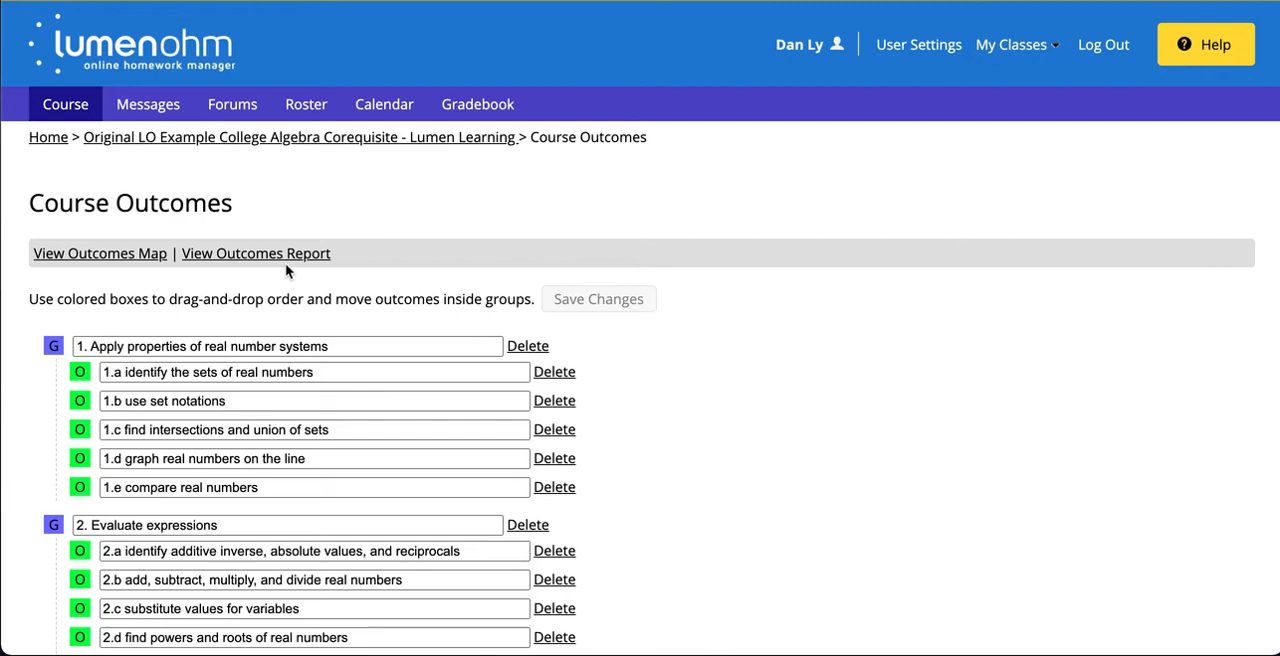 lumenohm
online homework manager
Dan Ly User Settings My Classes Log Out ? Help
Course Messages Forums Roster Calendar Gradebook
Home > Original LO Example College Algebra Corequisite - Lumen Learning > Course Outcomes
Course Outcomes
View Outcomes Map | View Outcomes Report
Use colored boxes to drag-and-drop order and move outcomes inside groups. Save Changes
G 1. Apply properties of real number systems Delete
O 1.a identify the sets of real numbers Delete
O 1.b use set notations Delete
O 1.c find intersections and union of sets Delete
O 1.d graph real numbers on the line Delete
O 1.e compare real numbers Delete
G 2. Evaluate expressions Delete
O 2.a identify additive inverse, absolute values, and reciprocals Delete
O 2.b add, subtract, multiply, and divide real numbers Delete
O 2.c substitute values for variables Delete
O 2.d find powers and roots of real numbers Delete